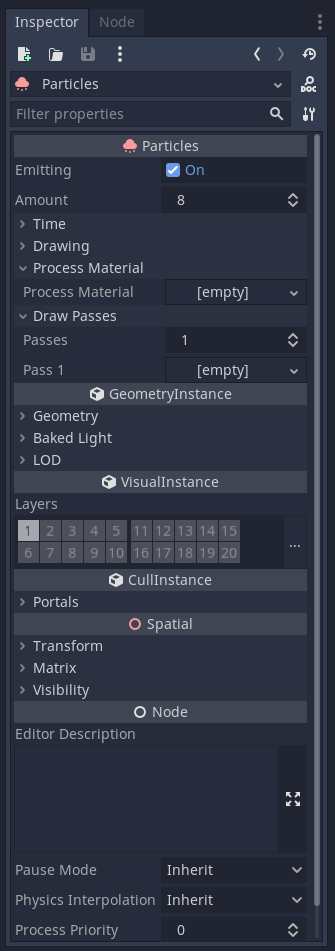 Inspector Node
DOC
Particles
Filter properties
Particles
Emitting On
Amount 8
Time
Drawing
Process Material
Process Material [empty]
Draw Passes
Passes 1
Pass 1 [empty]
GeometryInstance
Geometry
Baked Light
LOD
VisualInstance
Layers
1 2 3 4 5 11 12 13 14 15
6 7 8 9 10 16 17 18 19 20
...
CullInstance
Portals
Spatial
Transform
Matrix
Visibility
Node
Editor Description
Pause Mode Inherit
Physics Interpolation Inherit
Process Priority 0